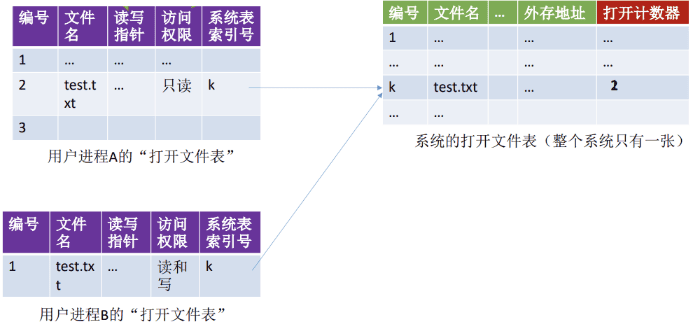 编号 文件名 读写指针 访问权限 系统表索引号
1 … … …
2 test.txt … 只读 k
3
用户进程A的“打开文件表”
编号 文件名 … 外存地址 打开计数器
1 … … …
… … … …
k test.txt … 2
… …
系统的打开文件表（整个系统只有一张）
编号 文件名 读写指针 访问权限 系统表索引号
1 test.txt … 读和写 k
用户进程B的“打开文件表”